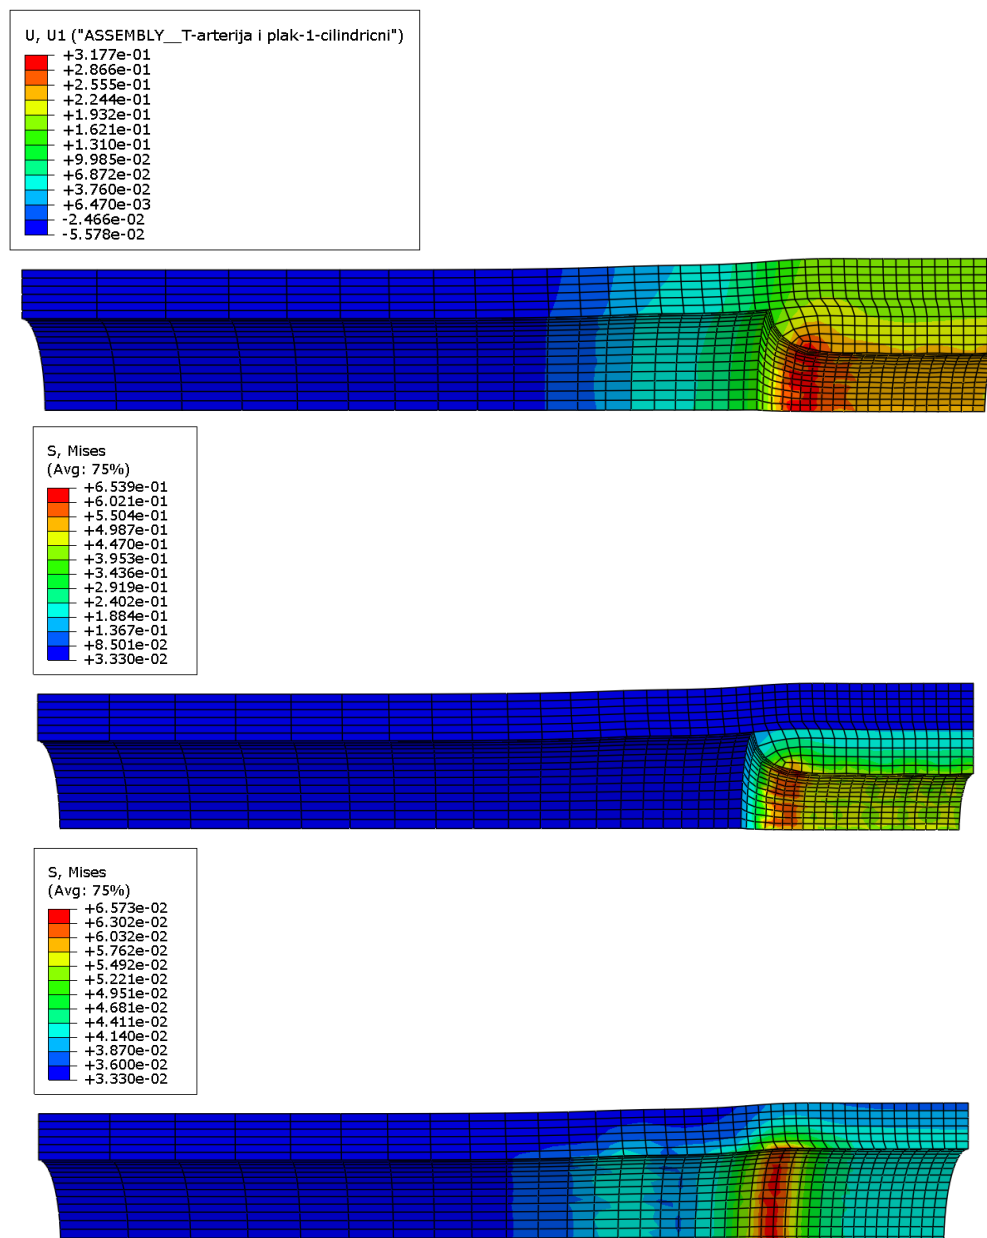 U, U1 ("ASSEMBLY__T-arterija i plak-1-cilindricni")
+3.177e-01
+2.866e-01
+2.555e-01
+2.244e-01
+1.932e-01
+1.621e-01
+1.310e-01
+9.985e-02
+6.872e-02
+3.760e-02
+6.470e-03
-2.466e-02
-5.578e-02
S, Mises
(Avg: 75%)
+6.539e-01
+6.021e-01
+5.504e-01
+4.987e-01
+4.470e-01
+3.953e-01
+3.436e-01
+2.919e-01
+2.402e-01
+1.884e-01
+1.367e-01
+8.501e-02
+3.330e-02
S, Mises
(Avg: 75%)
+6.573e-02
+6.302e-02
+6.032e-02
+5.762e-02
+5.492e-02
+5.221e-02
+4.951e-02
+4.681e-02
+4.411e-02
+4.140e-02
+3.870e-02
+3.600e-02
+3.330e-02